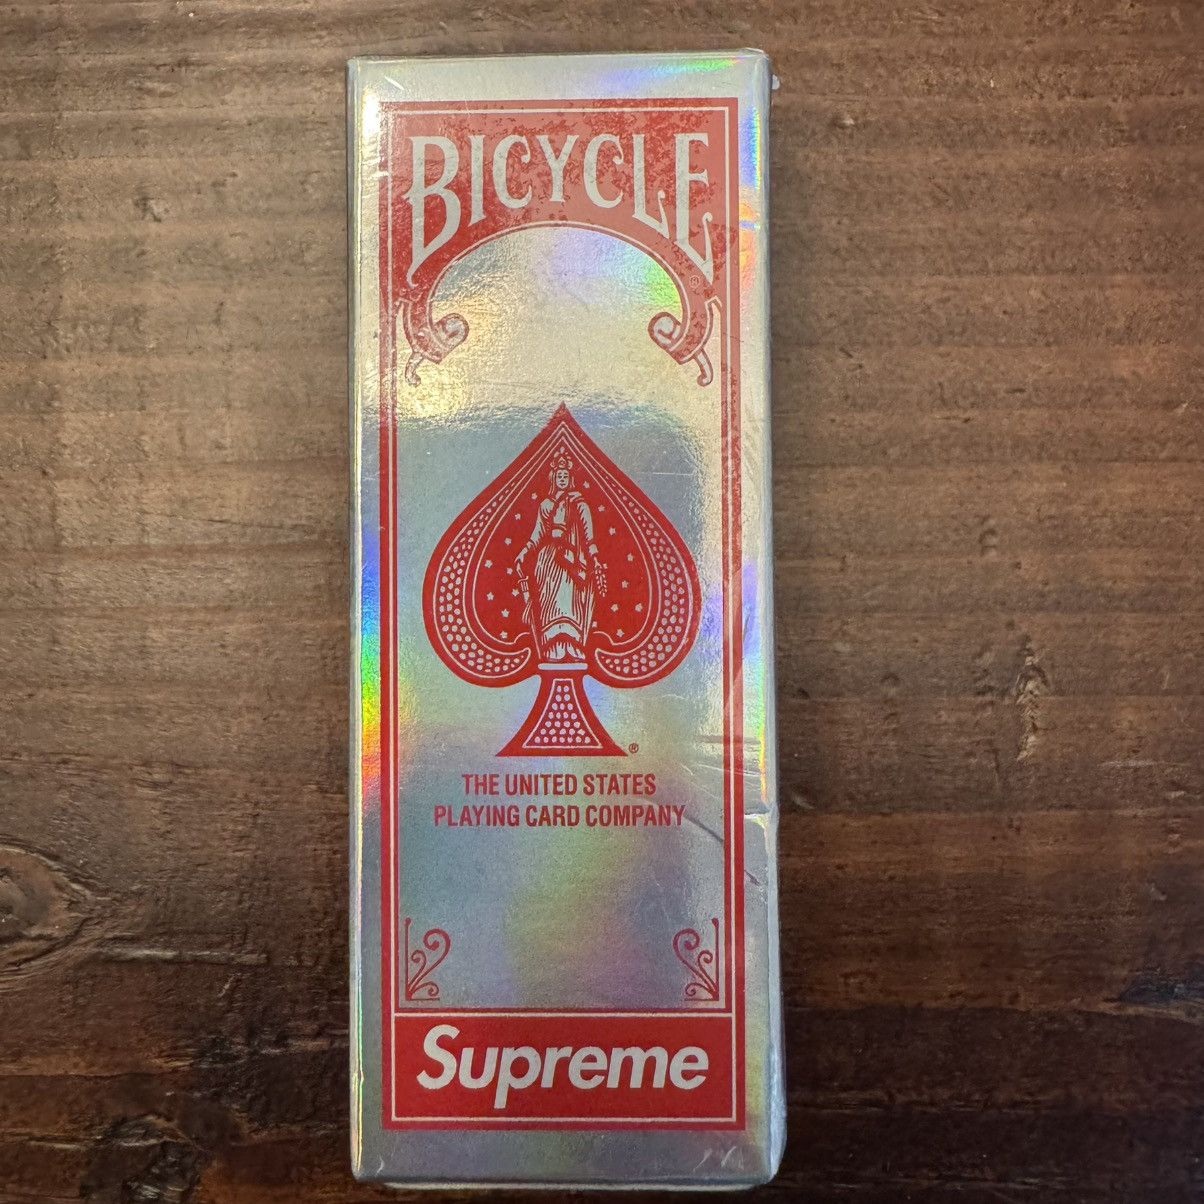 BICYCLE®
®
THE UNITED STATES
PLAYING CARD COMPANY
Supreme